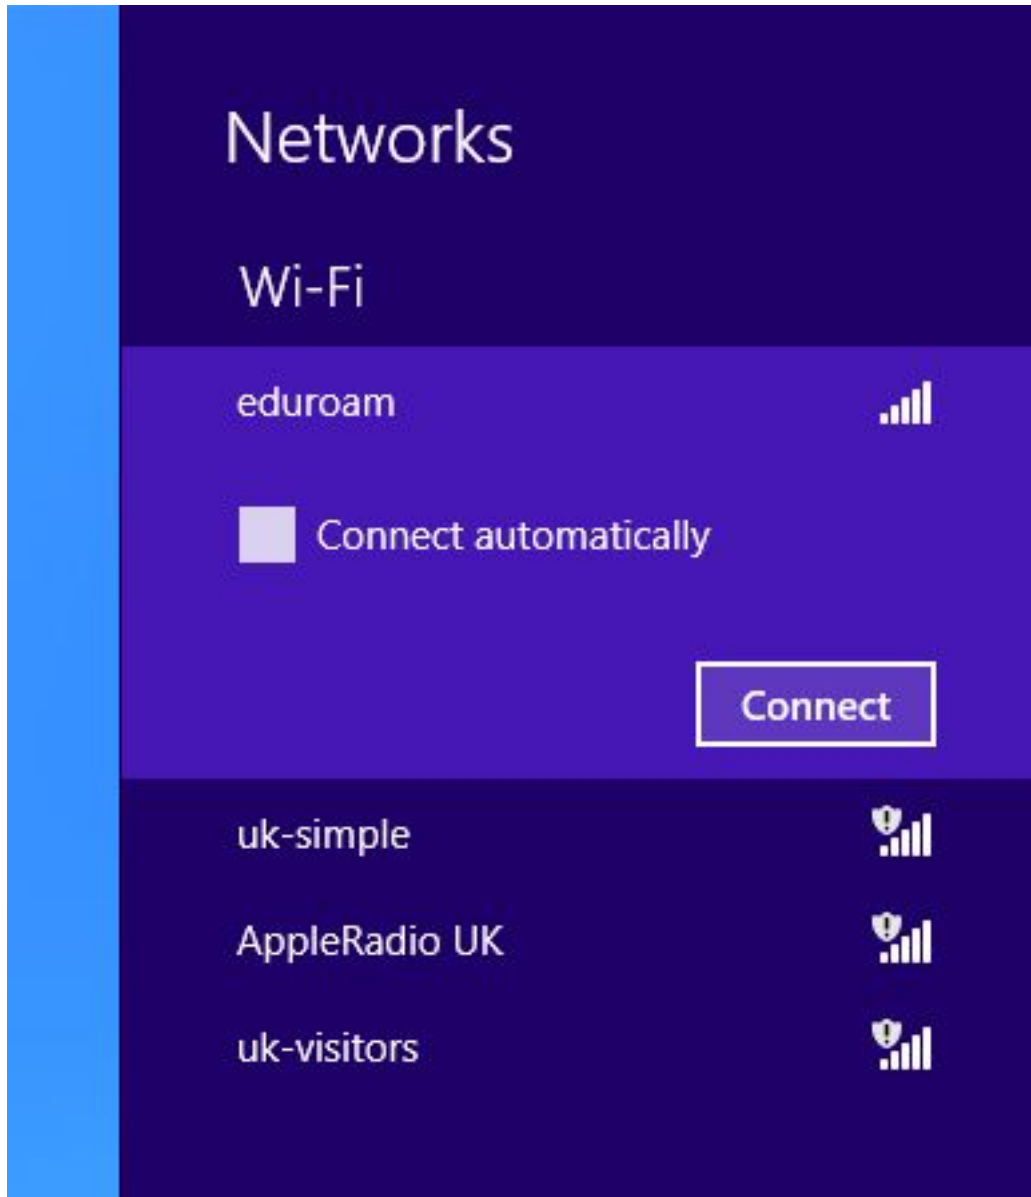 Networks
Wi-Fi
eduroam
Connect automatically
Connect
uk-simple
AppleRadio UK
uk-visitors